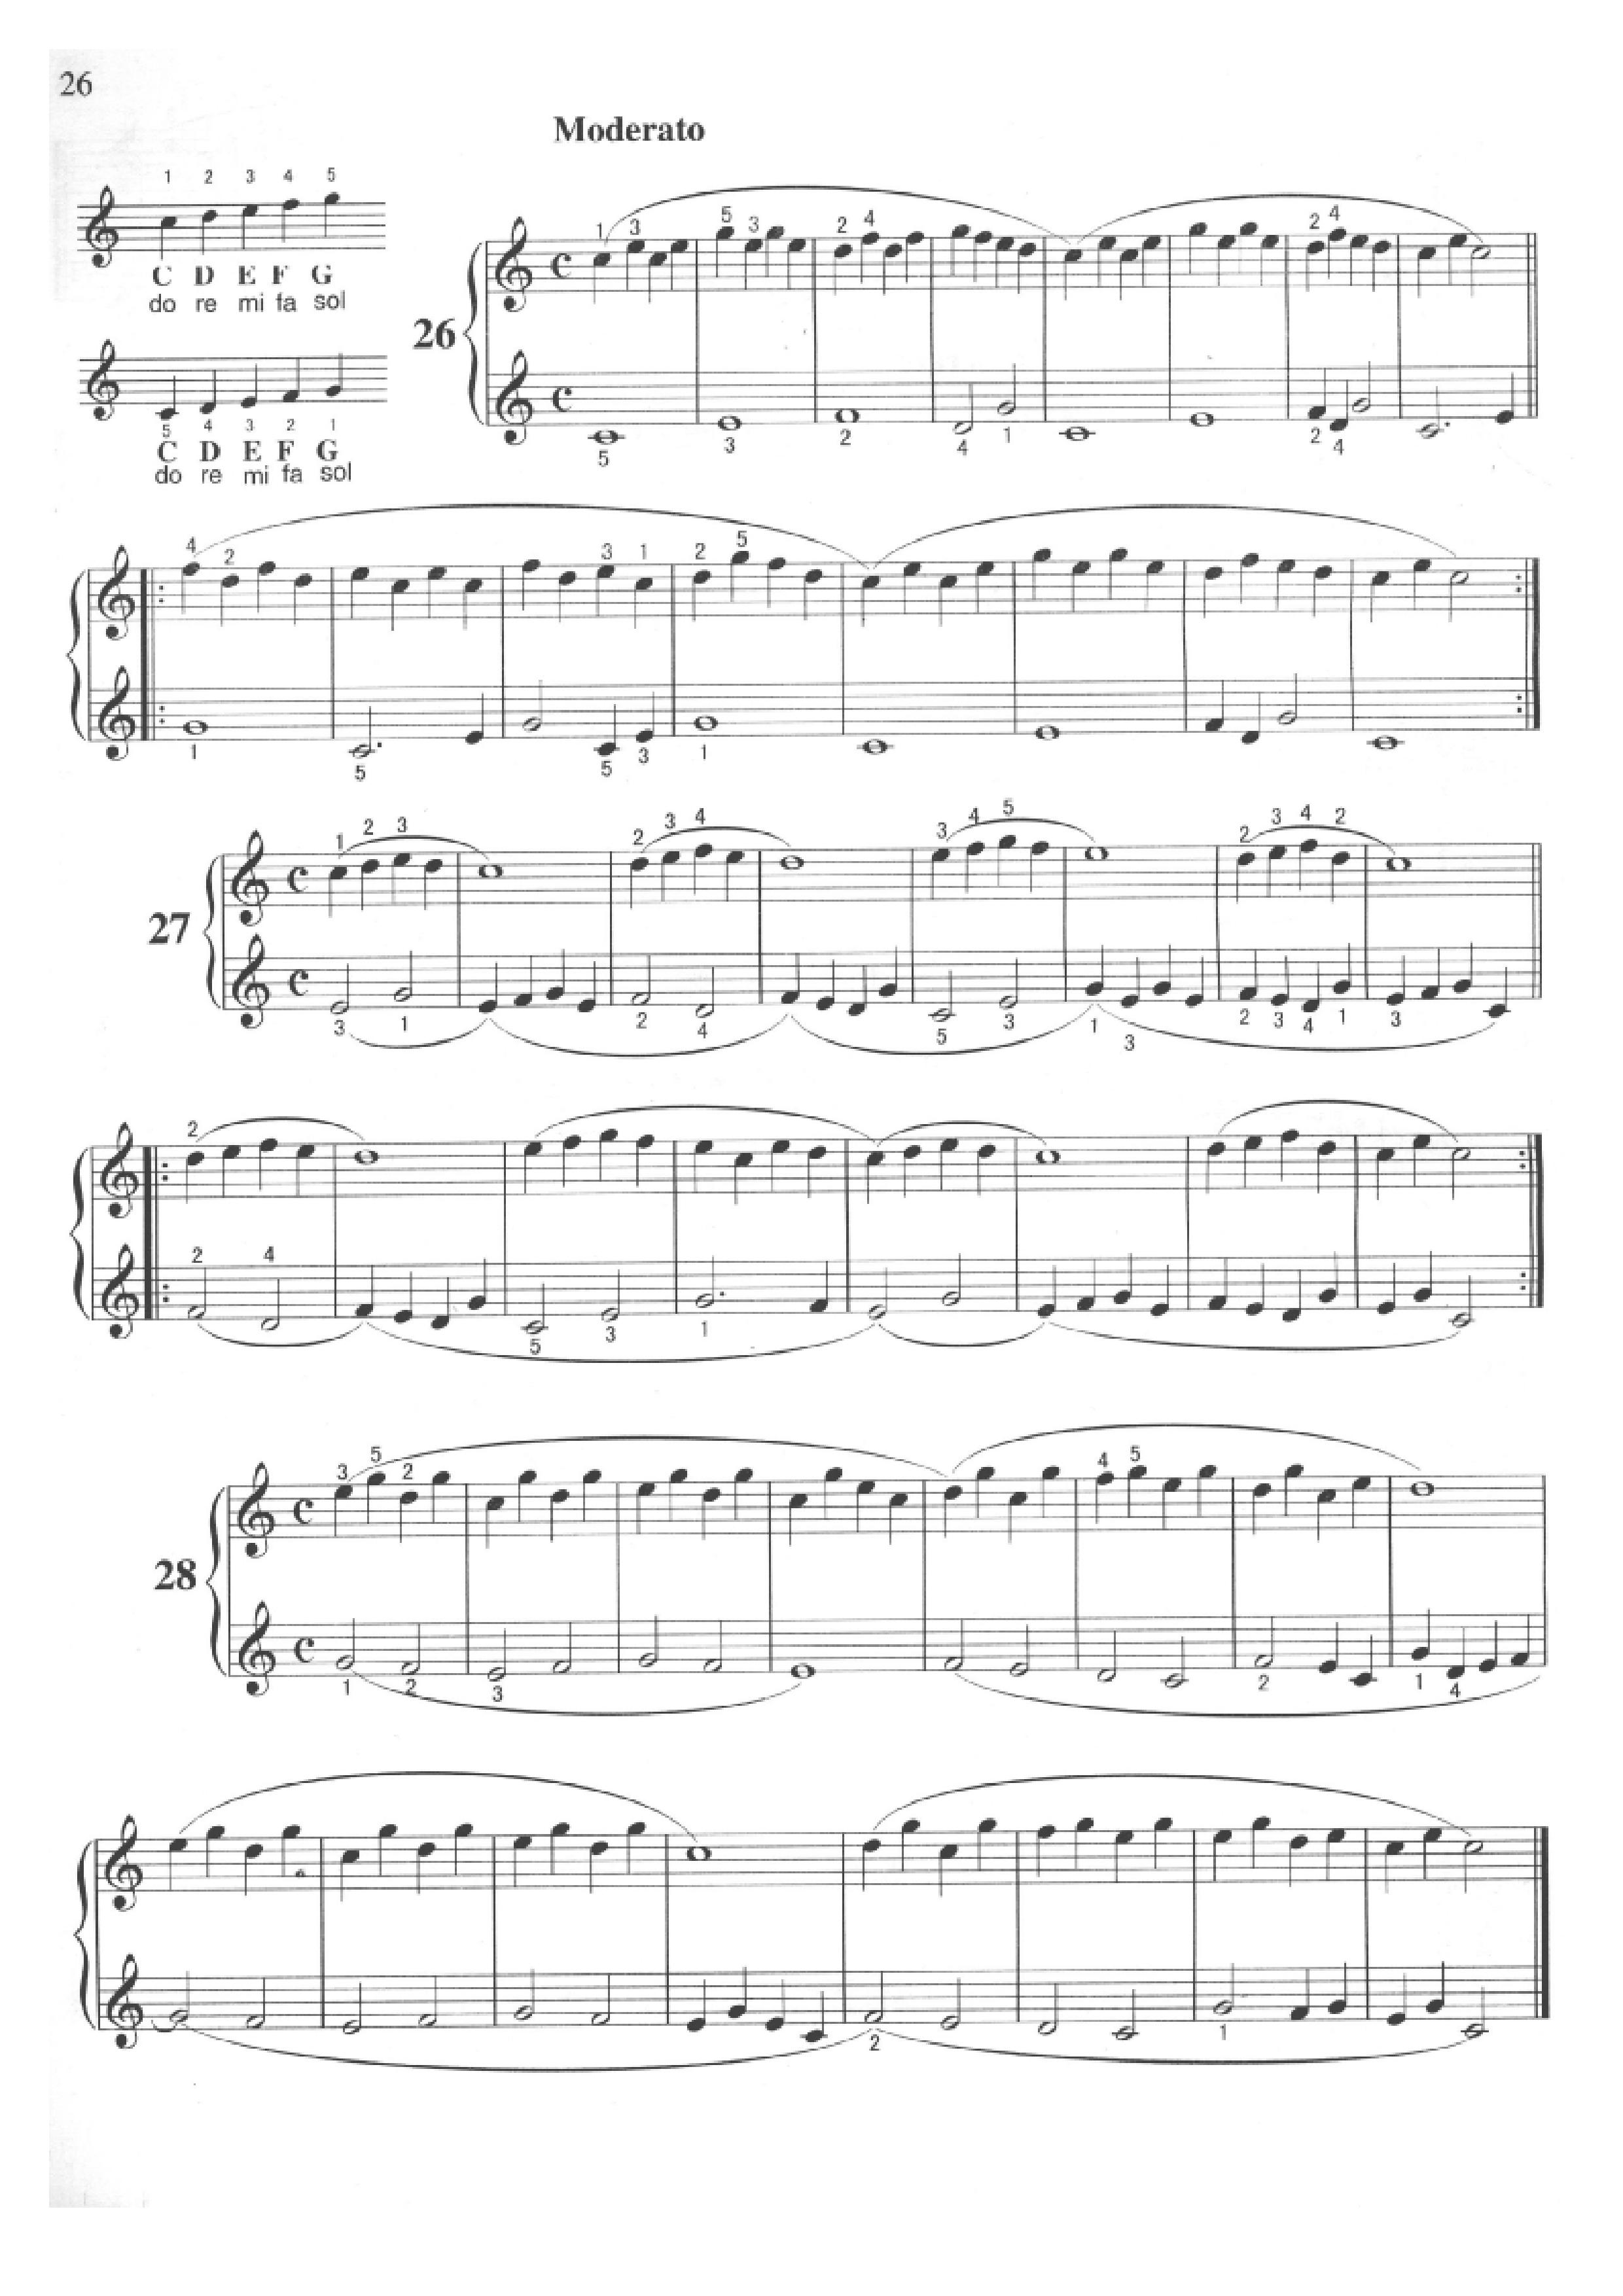 26
Moderato
1 2 3 4 5
C D E F G
do re mi fa sol
5 4 3 2 1
C D E F G
do re mi fa sol
26
1 3 5 3 2 4 2 4
5 3 2 4 1 2 4
4 2 3 1 2 5
1 5 5 3 1
27
1 2 3 2 3 4 3 4 5 2 3 4 2
3 1 2 4 5 3 1 3 2 3 4 1 3
2
2 4
5 3 1
28
3 5 2 4 5
1 2 3 2 1 4
2 1